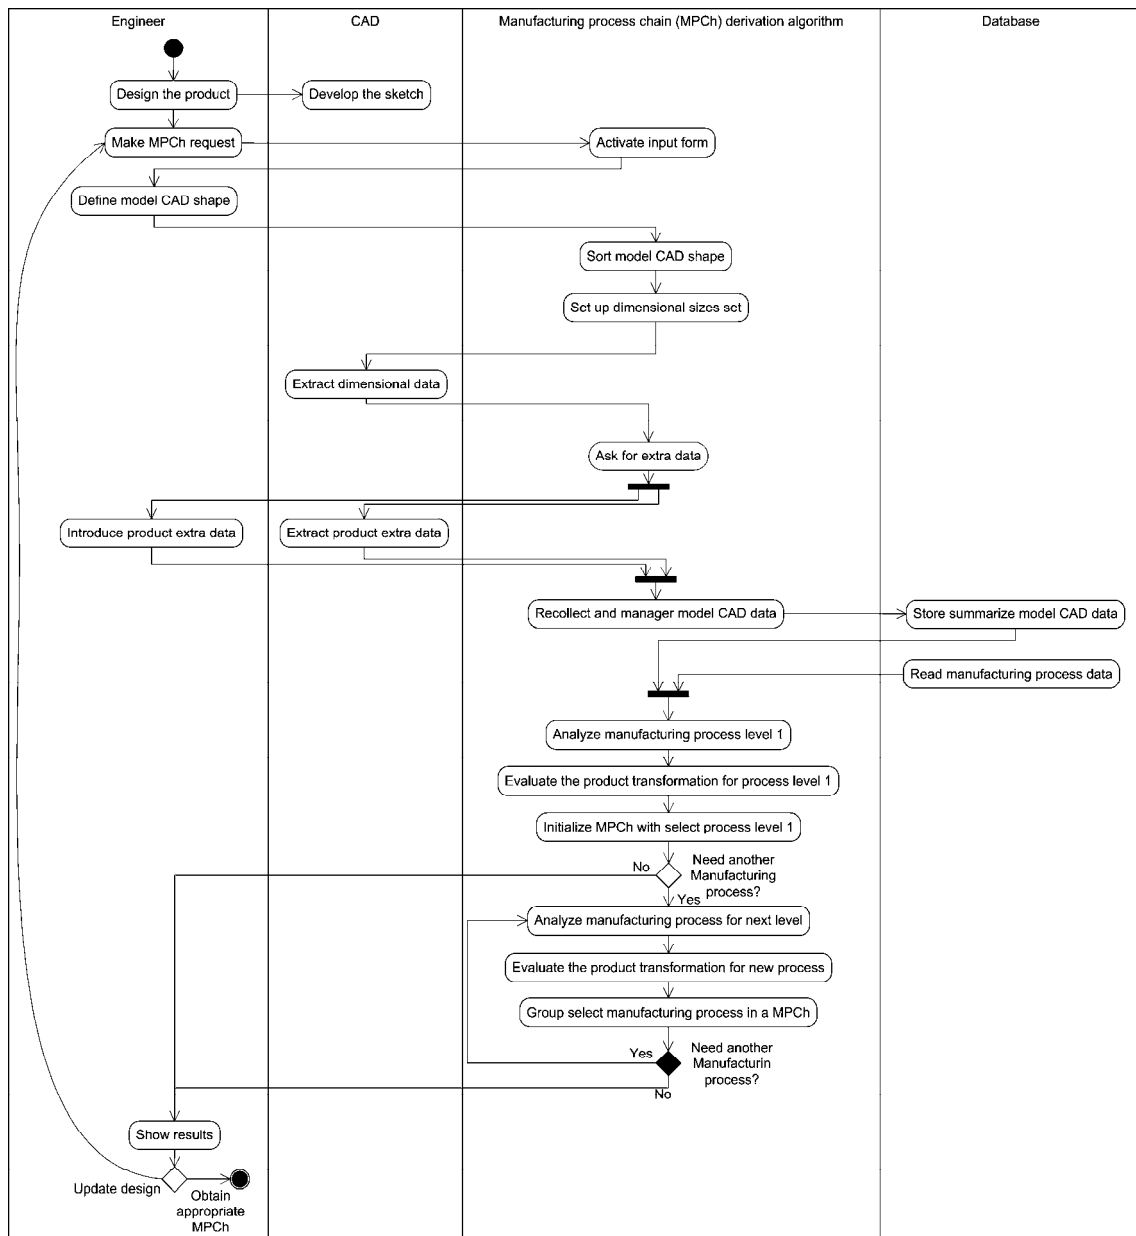 Engineer
CAD
Manufacturing process chain (MPCh) derivation algorithm
Database
Design the product
Develop the sketch
Make MPCh request
Activate input form
Define model CAD shape
Sort model CAD shape
Set up dimensional sizes set
Extract dimensional data
Ask for extra data
Introduce product extra data
Extract product extra data
Recollect and manager model CAD data
Store summarize model CAD data
Read manufacturing process data
Analyze manufacturing process level 1
Evaluate the product transformation for process level 1
Initialize MPCh with select process level 1
No
Need another
Manufacturing
process?
Yes
Analyze manufacturing process for next level
Evaluate the product transformation for new process
Group select manufacturing process in a MPCh
Yes
Need another
Manufacturin
process?
No
Show results
Update design
Obtain
appropriate
MPCh